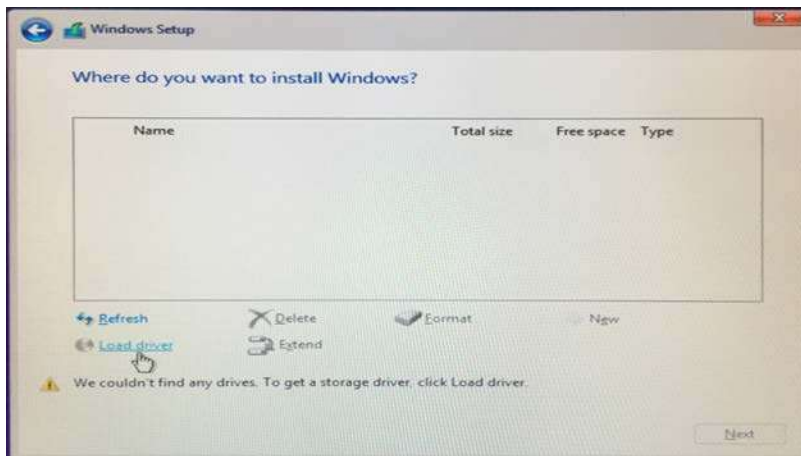 Windows Setup
Where do you want to install Windows?
Name Total size Free space Type
Refresh Delete Format New
Load driver Extend
We couldn't find any drives. To get a storage driver, click Load driver.
Next